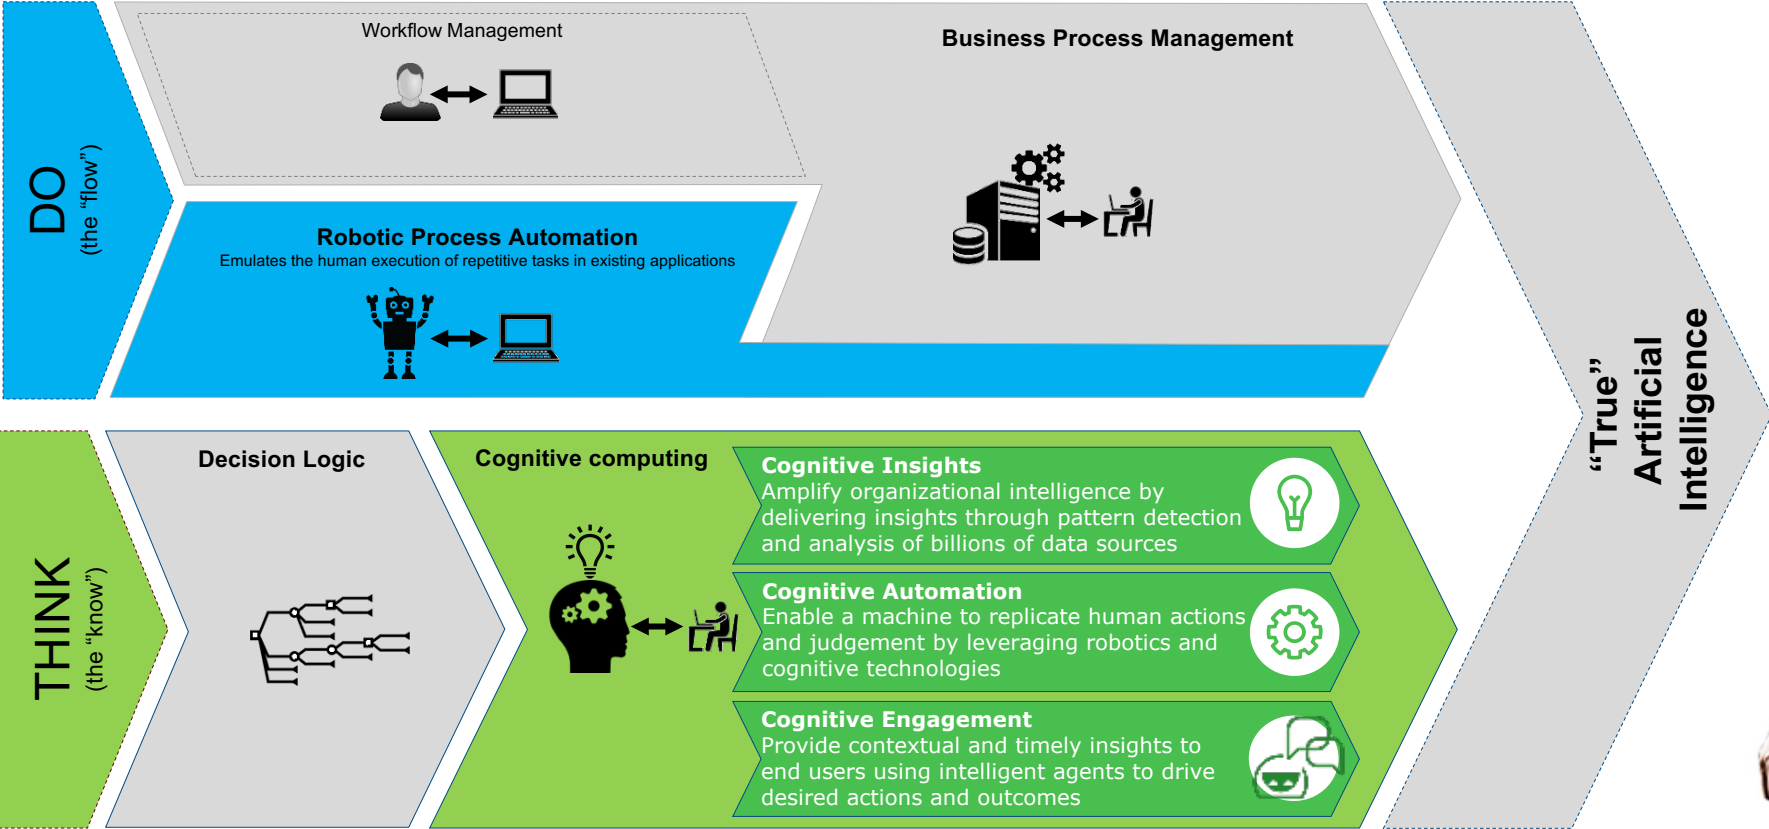 DO
(the “flow”)
Workflow Management
Business Process Management
Robotic Process Automation
Emulates the human execution of repetitive tasks in existing applications
THINK
(the “know”)
Decision Logic
Cognitive computing
Cognitive Insights
Amplify organizational intelligence by
delivering insights through pattern detection
and analysis of billions of data sources
Cognitive Automation
Enable a machine to replicate human actions
and judgement by leveraging robotics and
cognitive technologies
Cognitive Engagement
Provide contextual and timely insights to
end users using intelligent agents to drive
desired actions and outcomes
“True”
Artificial
Intelligence